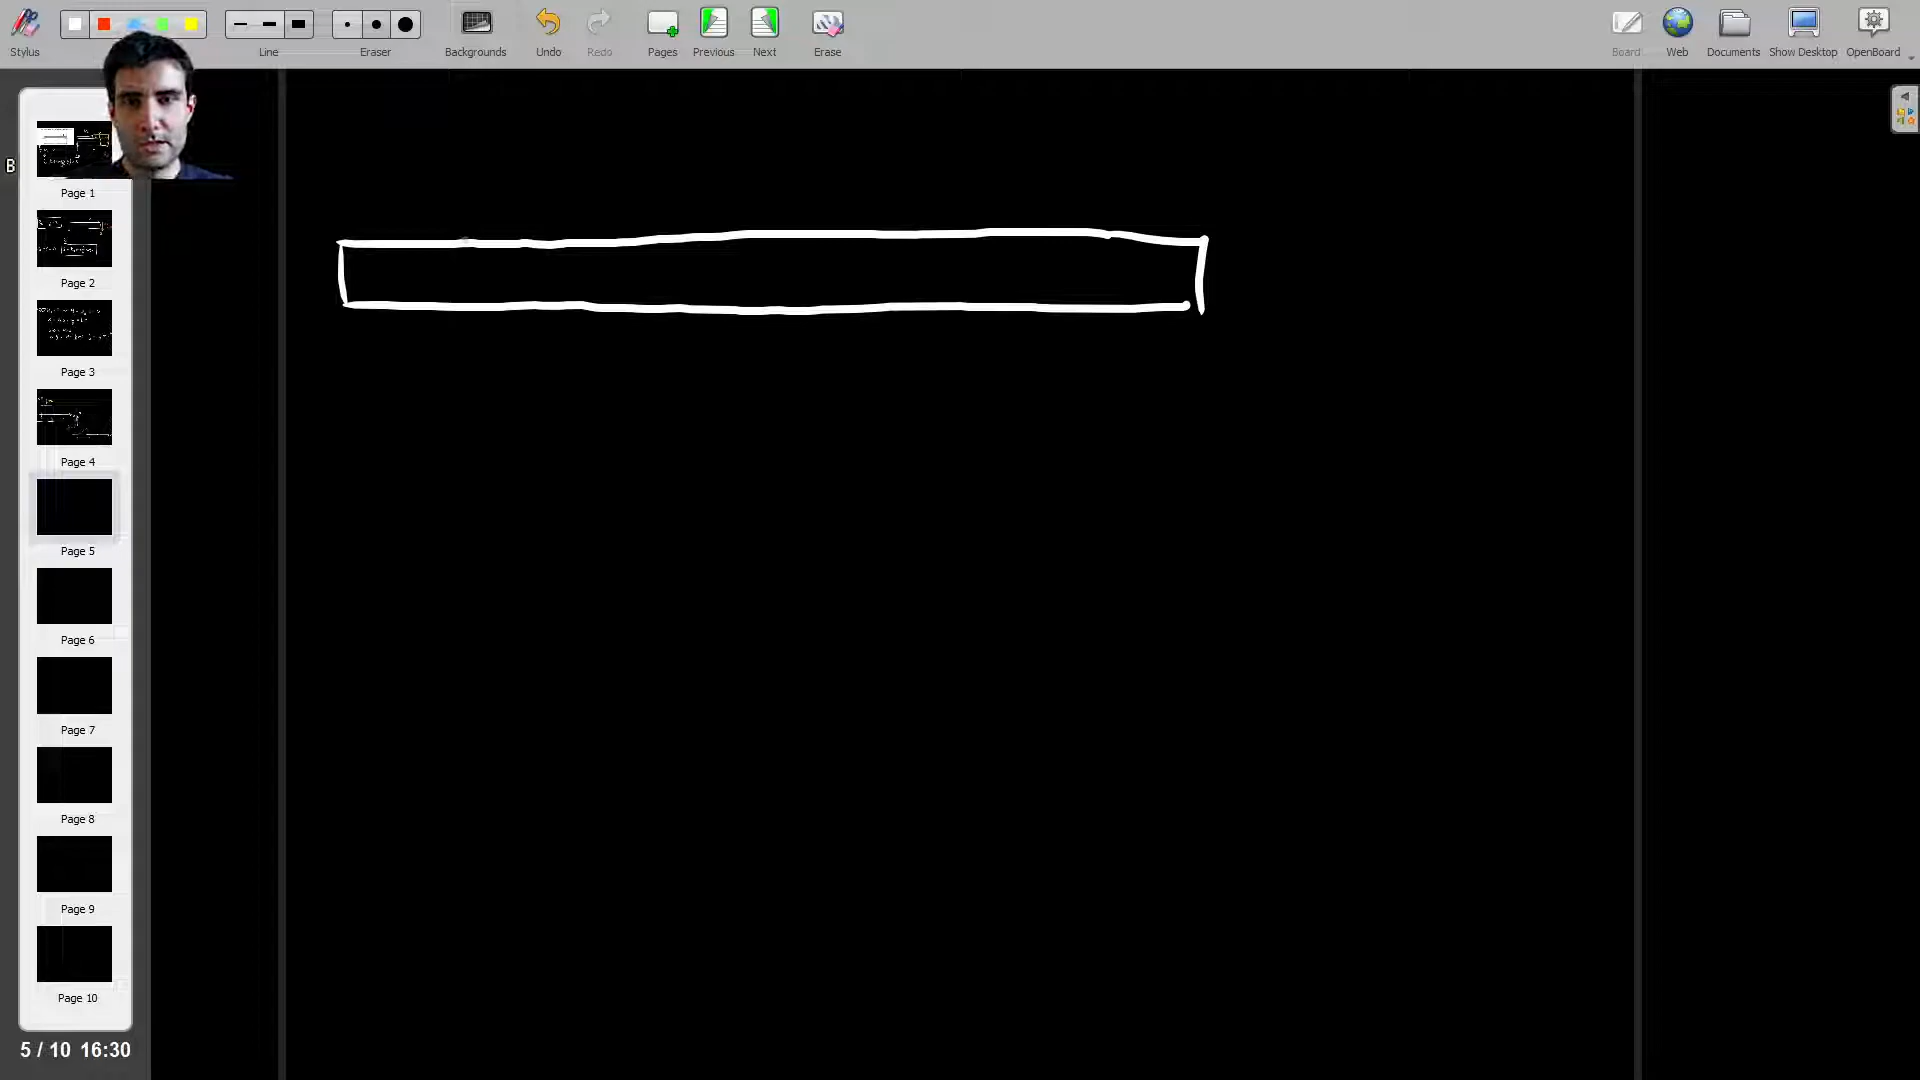 Stylus
Line
Eraser
Backgrounds
Undo
Redo
Pages
Previous
Next
Erase
Board
Web
Documents
Show Desktop
OpenBoard
B
Page 1
Page 2
Page 3
Page 4
Page 5
Page 6
Page 7
Page 8
Page 9
Page 10
5 / 10 16:30